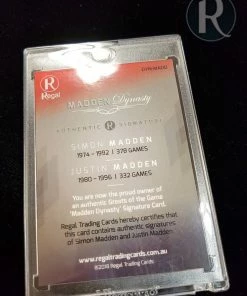 R
Regal
MADDEN Dynasty
AUTHENTIC R SIGNATURE
SIMON MADDEN
1974 - 1992 | 378 GAMES
JUSTIN MADDEN
1980 - 1996 | 332 GAMES
You are now the proud owner of
an authentic Greats of the Game
'Madden Dynasty' Signature Card.
Regal Trading Cards hereby certifies that
this card contains authentic signatures
of Simon Madden and Justin Madden.
www.regaltradingcards.com.au
©2018 Regal Trading Cards